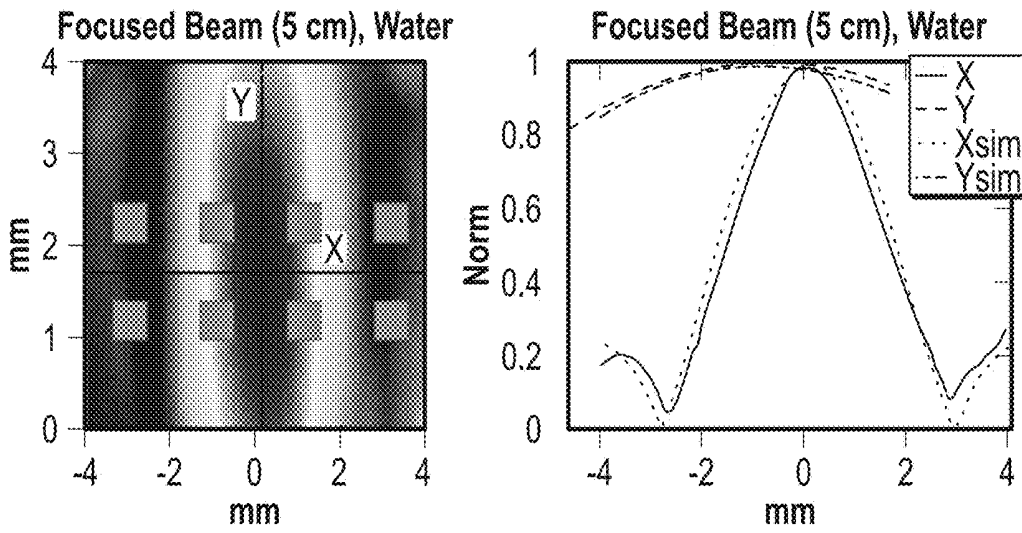 Focused Beam (5 cm), Water
4
3
2
1
0
mm
Y
X
-4 -2 0 2 4
mm
Focused Beam (5 cm), Water
1
0.8
0.6
0.4
0.2
0
Norm
X
Y
Xsim
Ysim
-4 -2 0 2 4
mm